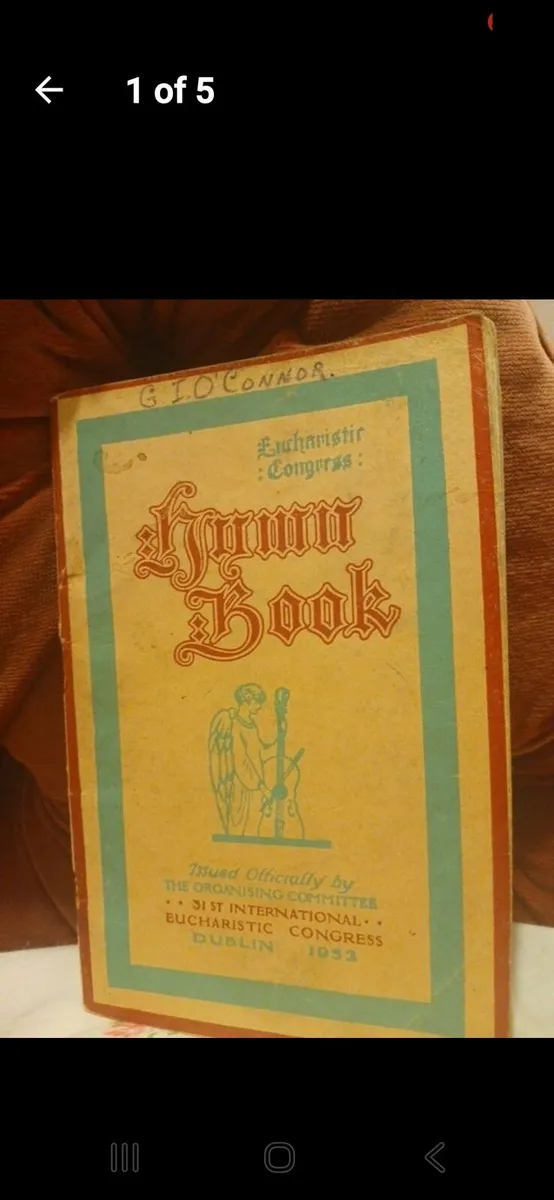 1 of 5
G I.O'CONNOR.
Eucharistic
: Congress :
Hymn
Book
Issued Officially by
THE ORGANISING COMMITTEE
• • 31ST INTERNATIONAL • •
EUCHARISTIC CONGRESS
DUBLIN 1932